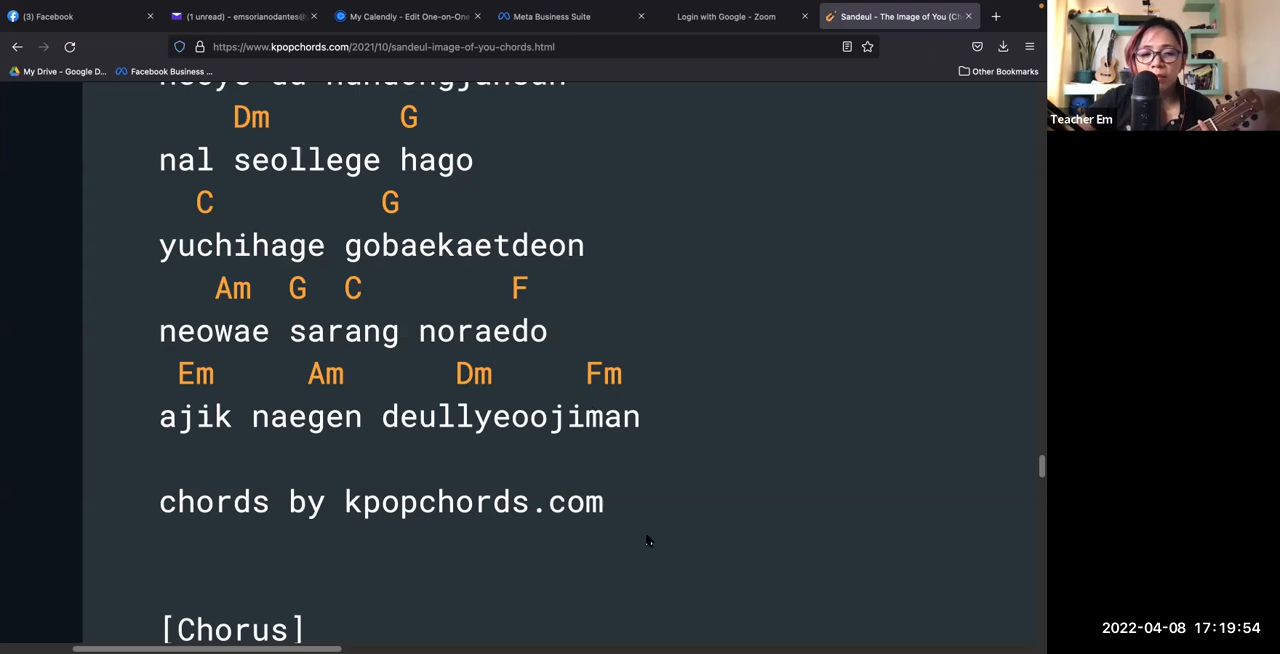 (3) Facebook
(1 unread) - emsorianodantes@
My Calendly - Edit One-on-One
Meta Business Suite
Login with Google - Zoom
Sandeul - The Image of You (Ch
https://www.kpopchords.com/2021/10/sandeul-image-of-you-chords.html
My Drive - Google D...
Facebook Business ...
Other Bookmarks
Dm G
nal seollege hago
C G
yuchihage gobaekaetdeon
Am G C F
neowae sarang noraedo
Em Am Dm Fm
ajik naegen deullyeoojiman
chords by kpopchords.com
[Chorus]
Teacher Em
2022-04-08 17:19:54